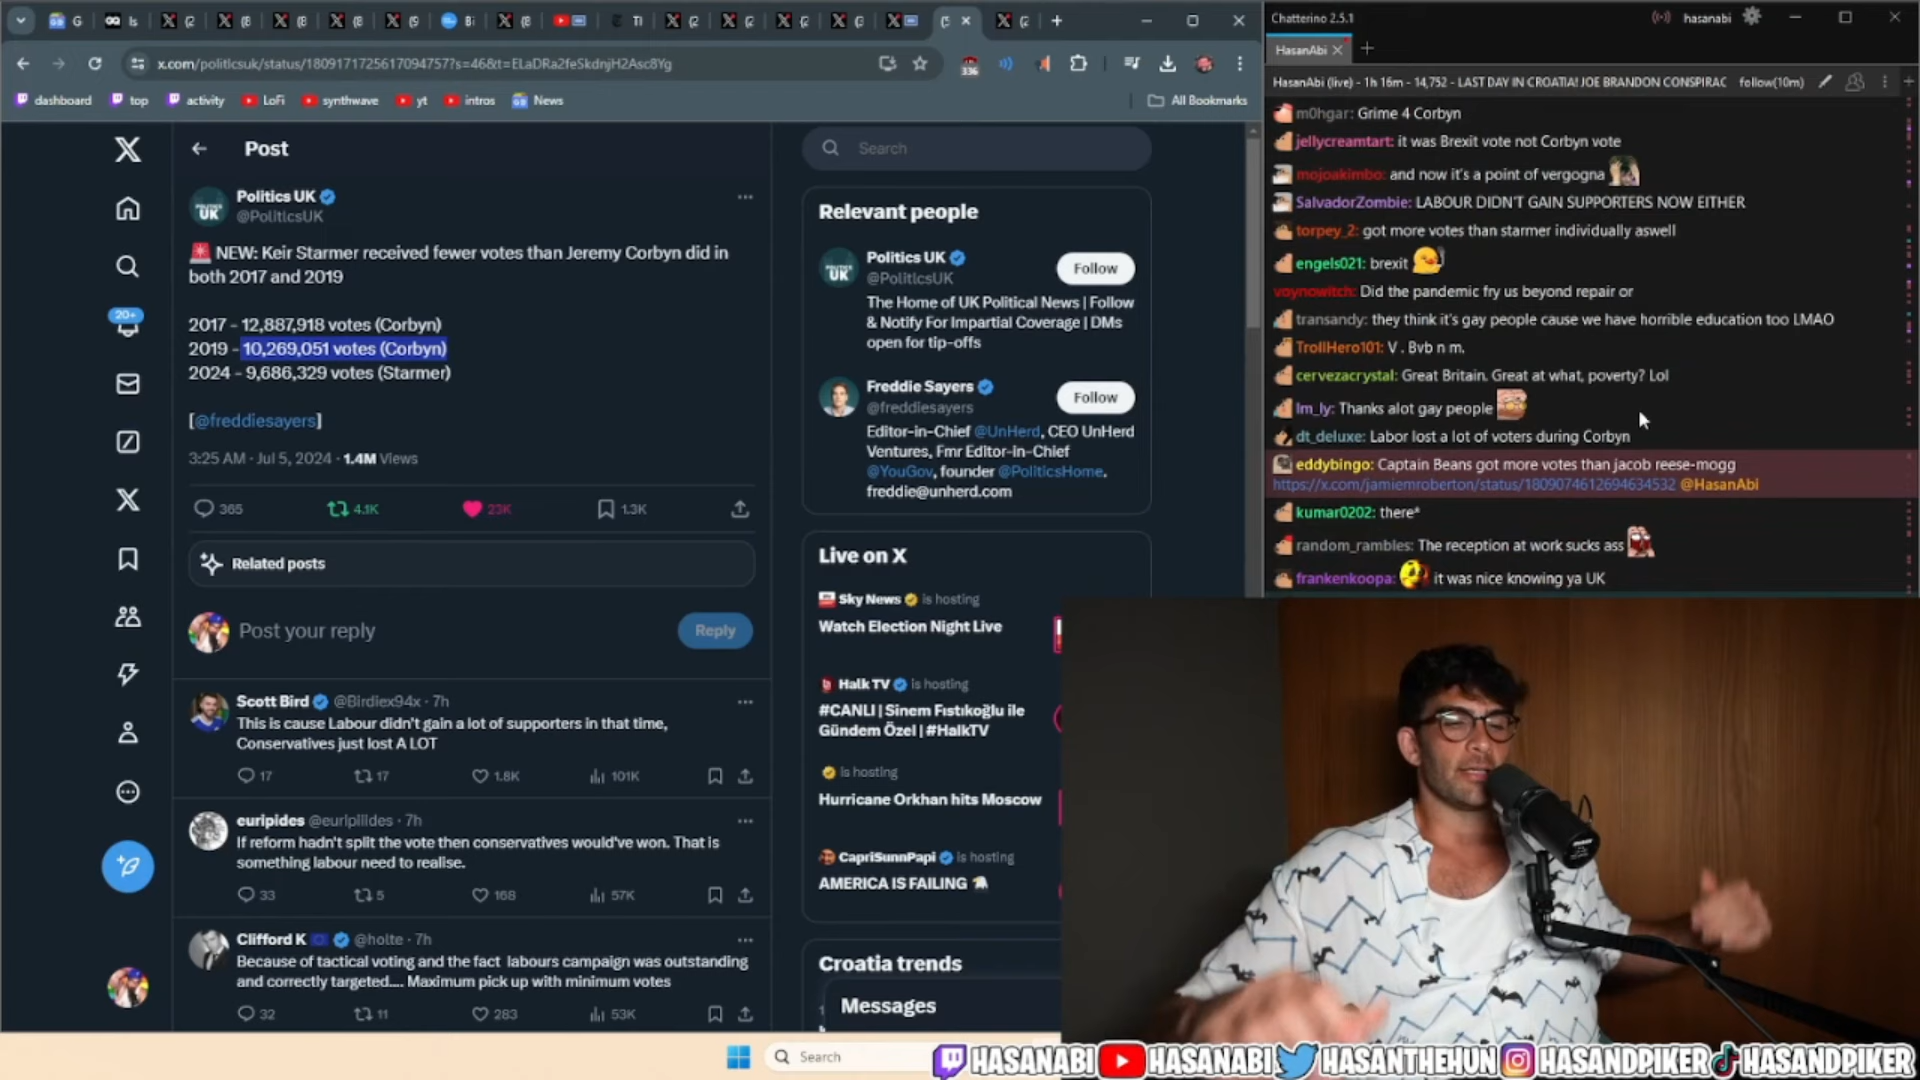 x.com/politicsuk/status/1809171725617094757?s=46&t=ELaDRa2feSkdnjH2Asc8Yg
336
dashboard
top
activity
LoFi
synthwave
yt
intros
News
All Bookmarks
Post
Politics UK
@PoliticsUK
🚨 NEW: Keir Starmer received fewer votes than Jeremy Corbyn did in
both 2017 and 2019
2017 - 12,887,918 votes (Corbyn)
2019 - 10,269,051 votes (Corbyn)
2024 - 9,686,329 votes (Starmer)
[@freddiesayers]
3:25 AM · Jul 5, 2024 · 1.4M Views
365
4.1K
23K
1.3K
Related posts
Post your reply
Reply
Scott Bird @Birdiex94x · 7h
This is cause Labour didn't gain a lot of supporters in that time,
Conservatives just lost A LOT
17
17
1.8K
101K
euripides @euripilides · 7h
If reform hadn't split the vote then conservatives would've won. That is
something labour need to realise.
33
5
168
57K
Clifford K @holte · 7h
Because of tactical voting and the fact labours campaign was outstanding
and correctly targeted.... Maximum pick up with minimum votes
32
11
283
53K
20+
Search
Relevant people
Politics UK
@PoliticsUK
Follow
The Home of UK Political News | Follow
& Notify For Impartial Coverage | DMs
open for tip-offs
Freddie Sayers
@freddiesayers
Follow
Editor-in-Chief @UnHerd, CEO UnHerd
Ventures, Fmr Editor-in-Chief
@YouGov, founder @PoliticsHome.
freddie@unherd.com
Live on X
Sky News is hosting
Watch Election Night Live
Halk TV is hosting
#CANLI | Sinem Fıstıkoğlu ile
Gündem Özel | #HalkTV
is hosting
Hurricane Orkhan hits Moscow
CapriSunnPapi is hosting
AMERICA IS FAILING
Croatia trends
Messages
Chatterino 2.5.1
hasanabi
HasanAbi
HasanAbi (live) - 1h 16m - 14,752 - LAST DAY IN CROATIA! JOE BRANDON CONSPIRAC
follow(10m)
m0hgar: Grime 4 Corbyn
jellycreamtart: it was Brexit vote not Corbyn vote
mojoakimbo: and now it's a point of vergogna
SalvadorZombie: LABOUR DIDN'T GAIN SUPPORTERS NOW EITHER
torpey_2: got more votes than starmer individually aswell
engels021: brexit
voynowitch: Did the pandemic fry us beyond repair or
transandy: they think it's gay people cause we have horrible education too LMAO
TrollHero101: V . Bvb n m.
cervezacrystal: Great Britain. Great at what, poverty? Lol
lm_ly: Thanks alot gay people
dt_deluxe: Labor lost a lot of voters during Corbyn
eddybingo: Captain Beans got more votes than jacob reese-mogg
https://x.com/jamiemroberton/status/1809074612694634532 @HasanAbi
kumar0202: there*
random_rambles: The reception at work sucks ass
frankenkoopa: it was nice knowing ya UK
Search
HASANABI
HASANABI
HASANTHEHUN
HASANDPIKER
HASANDPIKER